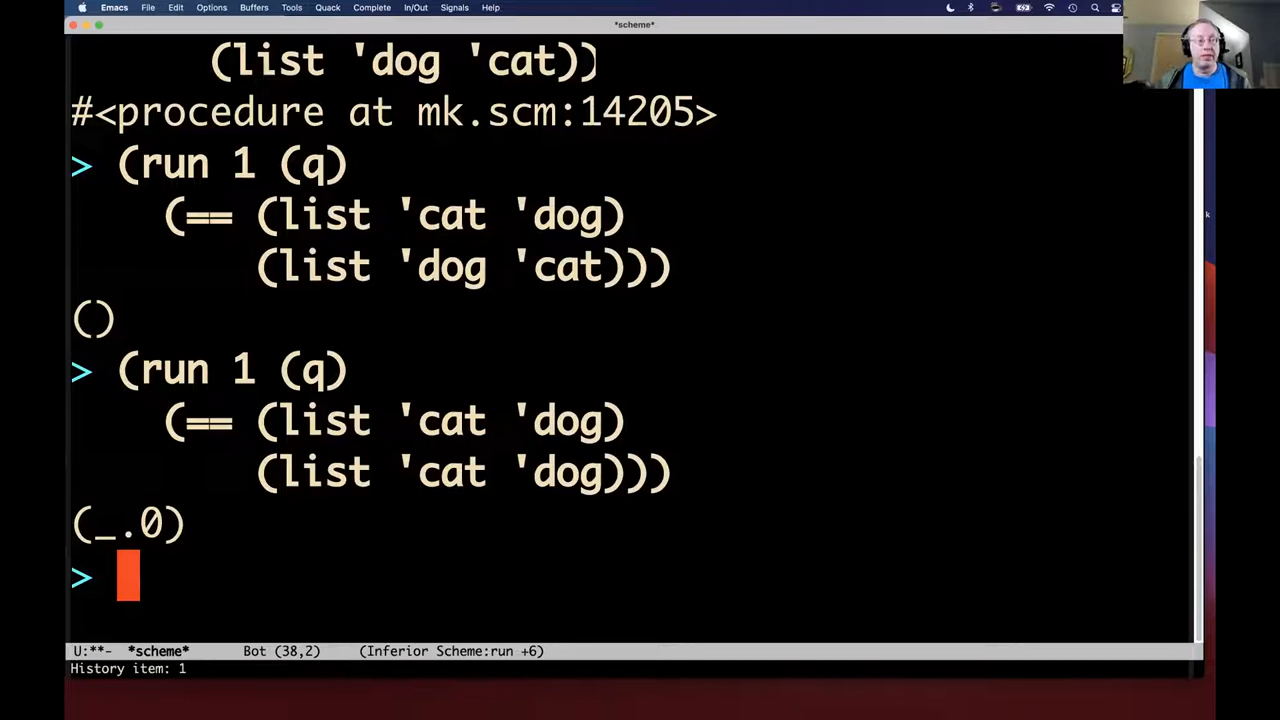 Emacs File Edit Options Buffers Tools Quack Complete In/Out Signals Help
*scheme*
(list 'dog 'cat))
#<procedure at mk.scm:14205>
> (run 1 (q)
(== (list 'cat 'dog)
(list 'dog 'cat)))
()
> (run 1 (q)
(== (list 'cat 'dog)
(list 'cat 'dog)))
(_.0)
>
U:**- *scheme* Bot (38,2) (Inferior Scheme:run +6)
History item: 1